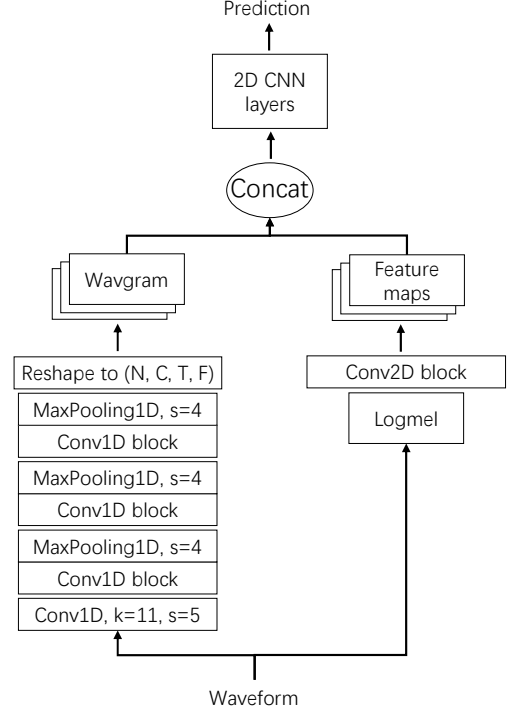 Prediction
2D CNN
layers
Concat
Wavgram
Feature
maps
Reshape to (N, C, T, F)
Conv2D block
MaxPooling1D, s=4
Logmel
Conv1D block
MaxPooling1D, s=4
Conv1D block
MaxPooling1D, s=4
Conv1D block
Conv1D, k=11, s=5
Waveform